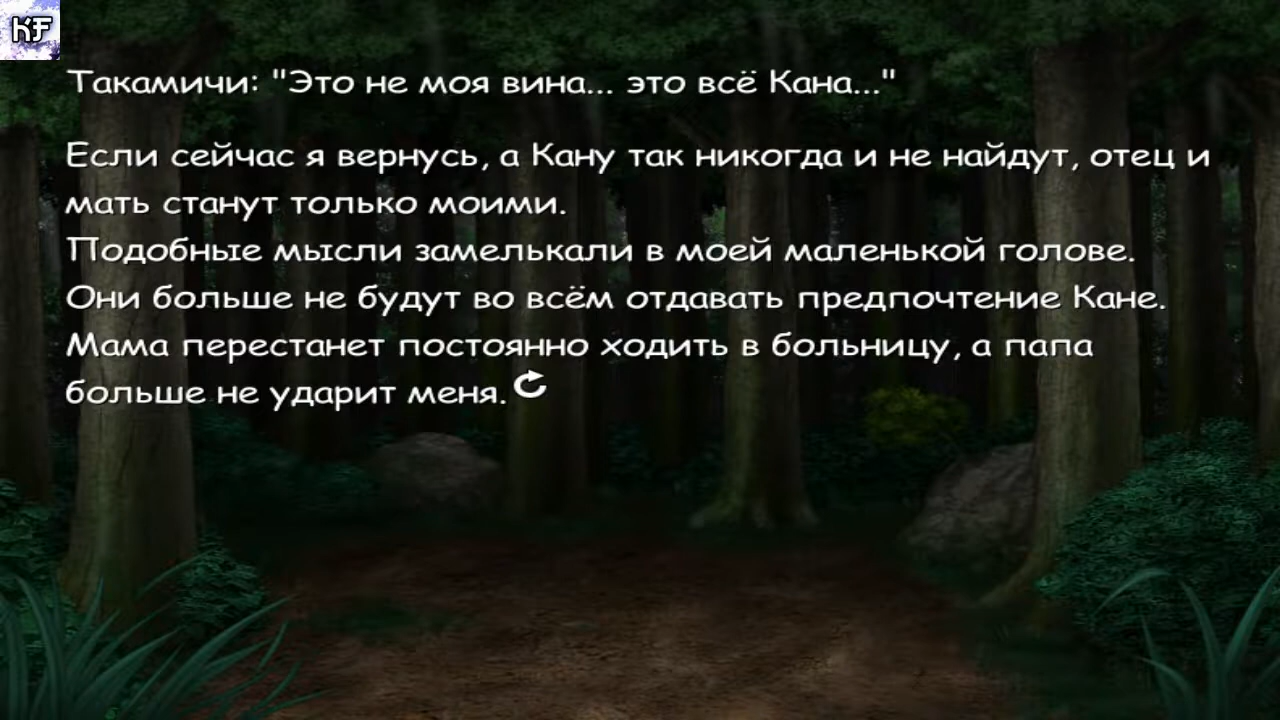 KF
Такамичи: "Это не моя вина... это всё Кана..."
Если сейчас я вернусь, а Кану так никогда и не найдут, отец и
мать станут только моими.
Подобные мысли замелькали в моей маленькой голове.
Они больше не будут во всём отдавать предпочтение Кане.
Мама перестанет постоянно ходить в больницу, а папа
больше не ударит меня.